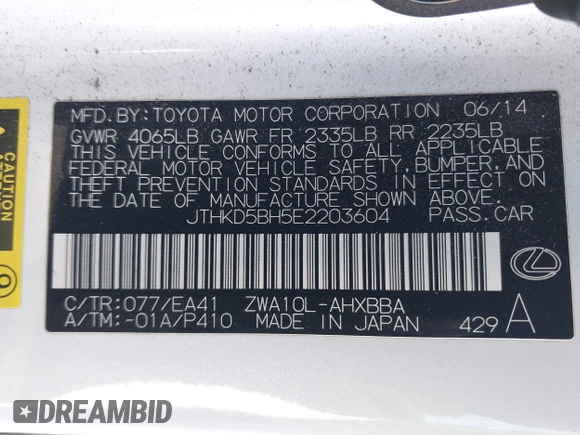 MFD.BY:TOYOTA MOTOR CORPORATION 06/14
GVWR 4065LB GAWR FR 2335LB RR 2235LB
THIS VEHICLE CONFORMS TO ALL APPLICABLE
FEDERAL MOTOR VEHICLE SAFETY,BUMPER,AND
THEFT PREVENTION STANDARDS IN EFFECT ON
THE DATE OF MANUFACTURE SHOWN ABOVE.
JTHKD5BH5E2203604 PASS.CAR
C/TR:077/EA41 ZWA10L-AHXBBA
A/TM:-01A/P410 MADE IN JAPAN 429 A
CAUTION
DREAMBID